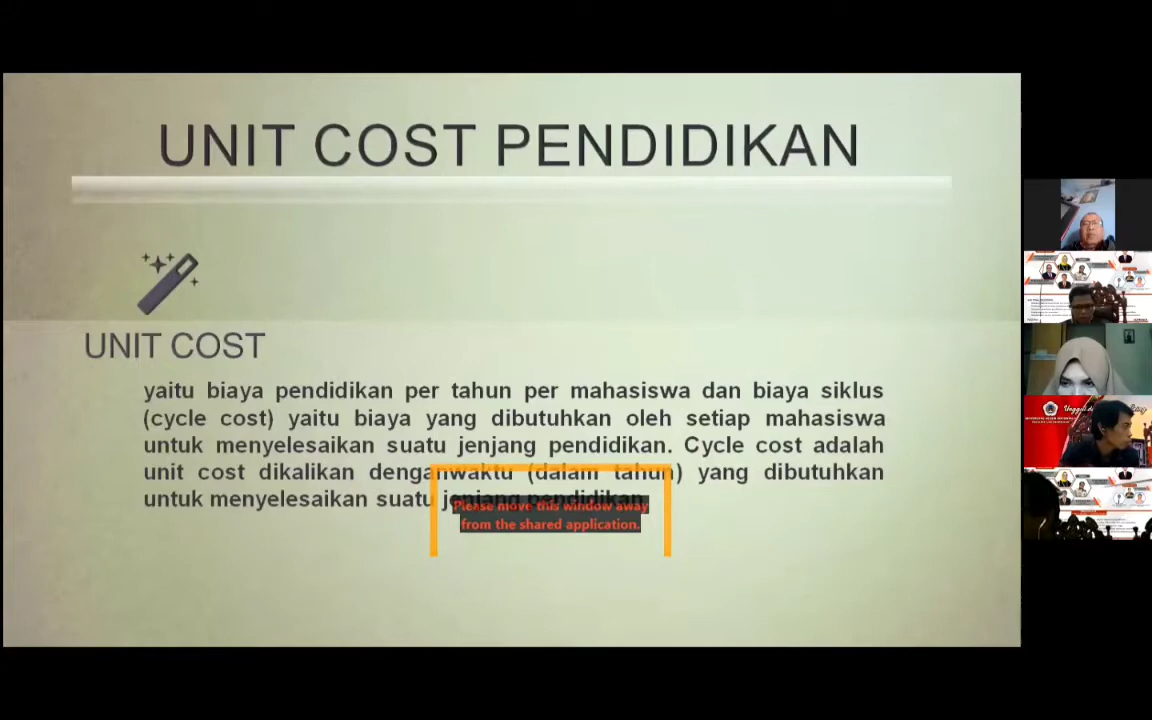 UNIT COST PENDIDIKAN
UNIT COST
yaitu biaya pendidikan per tahun per mahasiswa dan biaya siklus
(cycle cost) yaitu biaya yang dibutuhkan oleh setiap mahasiswa
untuk menyelesaikan suatu jenjang pendidikan. Cycle cost adalah
unit cost dikalikan denganwaktu (dalam tahun) yang dibutuhkan
untuk menyelesaikan suatu jenjang pendidikan.
Please move this window away
from the shared application.